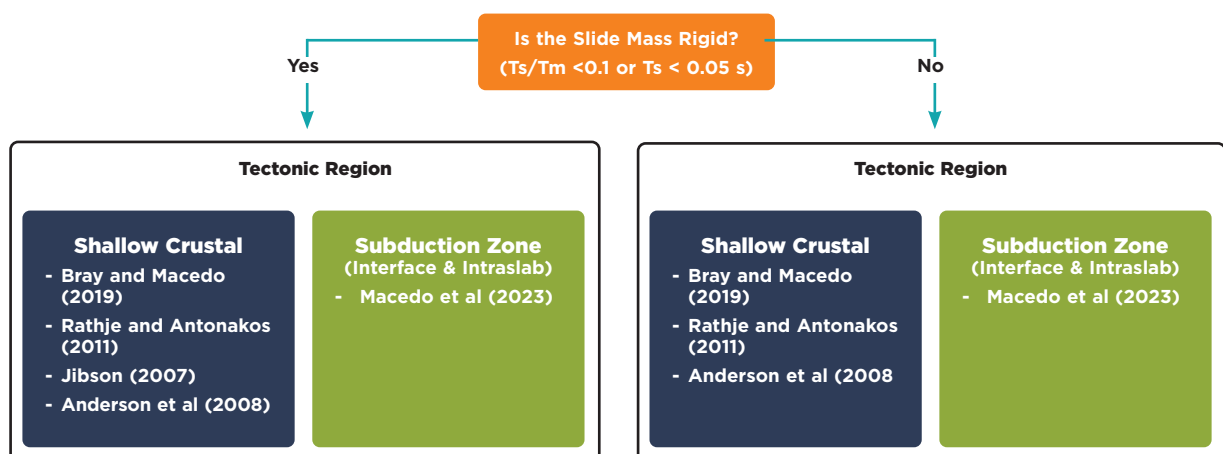 Is the Slide Mass Rigid?
(Ts/Tm <0.1 or Ts < 0.05 s)
Yes
No
Tectonic Region
Shallow Crustal
- Bray and Macedo
(2019)
- Rathje and Antonakos
(2011)
- Jibson (2007)
- Anderson et al (2008)
Subduction Zone
(Interface & Intraslab)
- Macedo et al (2023)
Tectonic Region
Shallow Crustal
- Bray and Macedo
(2019)
- Rathje and Antonakos
(2011)
- Anderson et al (2008
Subduction Zone
(Interface & Intraslab)
- Macedo et al (2023)